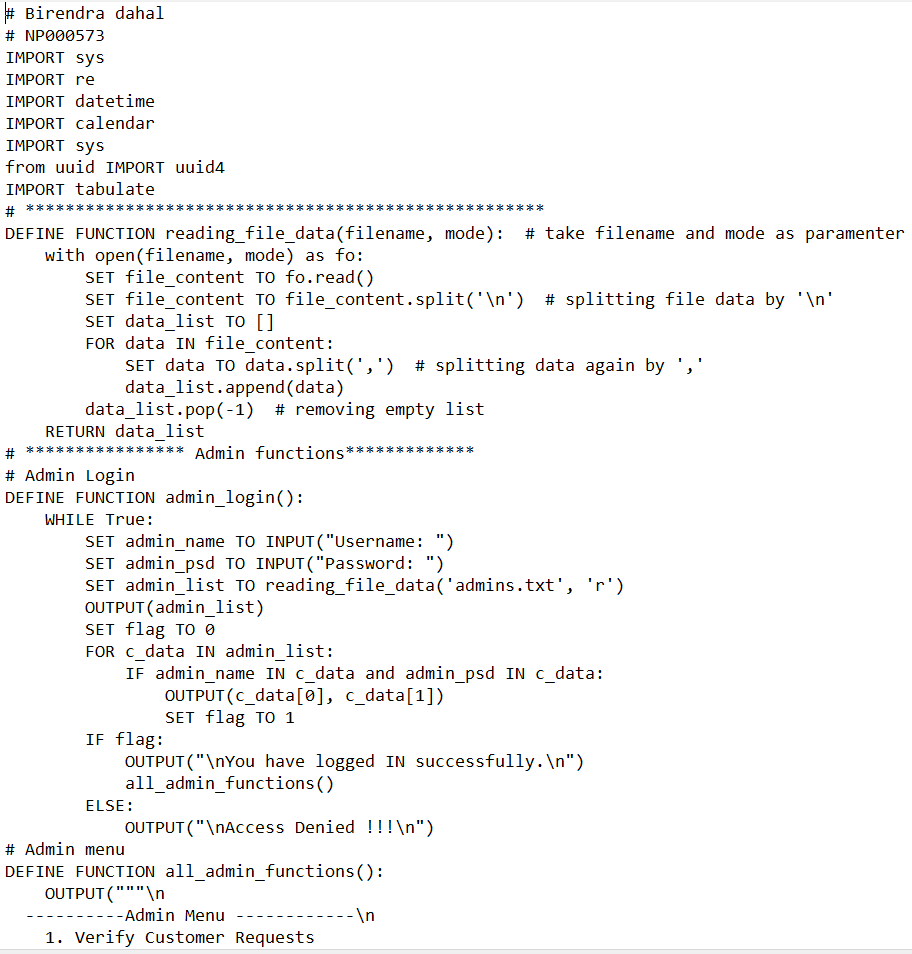 # Birendra dahal
# NP000573
IMPORT sys
IMPORT re
IMPORT datetime
IMPORT calendar
IMPORT sys
from uuid IMPORT uuid4
IMPORT tabulate
# ****************************************************
DEFINE FUNCTION reading_file_data(filename, mode):  # take filename and mode as paramenter
    with open(filename, mode) as fo:
        SET file_content TO fo.read()
        SET file_content TO file_content.split('\n')  # splitting file data by '\n'
        SET data_list TO []
        FOR data IN file_content:
            SET data TO data.split(',')  # splitting data again by ','
            data_list.append(data)
        data_list.pop(-1)  # removing empty list
    RETURN data_list
# **************** Admin functions*************
# Admin Login
DEFINE FUNCTION admin_login():
    WHILE True:
        SET admin_name TO INPUT("Username: ")
        SET admin_psd TO INPUT("Password: ")
        SET admin_list TO reading_file_data('admins.txt', 'r')
        OUTPUT(admin_list)
        SET flag TO 0
        FOR c_data IN admin_list:
            IF admin_name IN c_data and admin_psd IN c_data:
                OUTPUT(c_data[0], c_data[1])
                SET flag TO 1
        IF flag:
            OUTPUT("\nYou have logged IN successfully.\n")
            all_admin_functions()
        ELSE:
            OUTPUT("\nAccess Denied !!!\n")
# Admin menu
DEFINE FUNCTION all_admin_functions():
    OUTPUT("""\n
  ----------Admin Menu ------------\n
    1. Verify Customer Requests